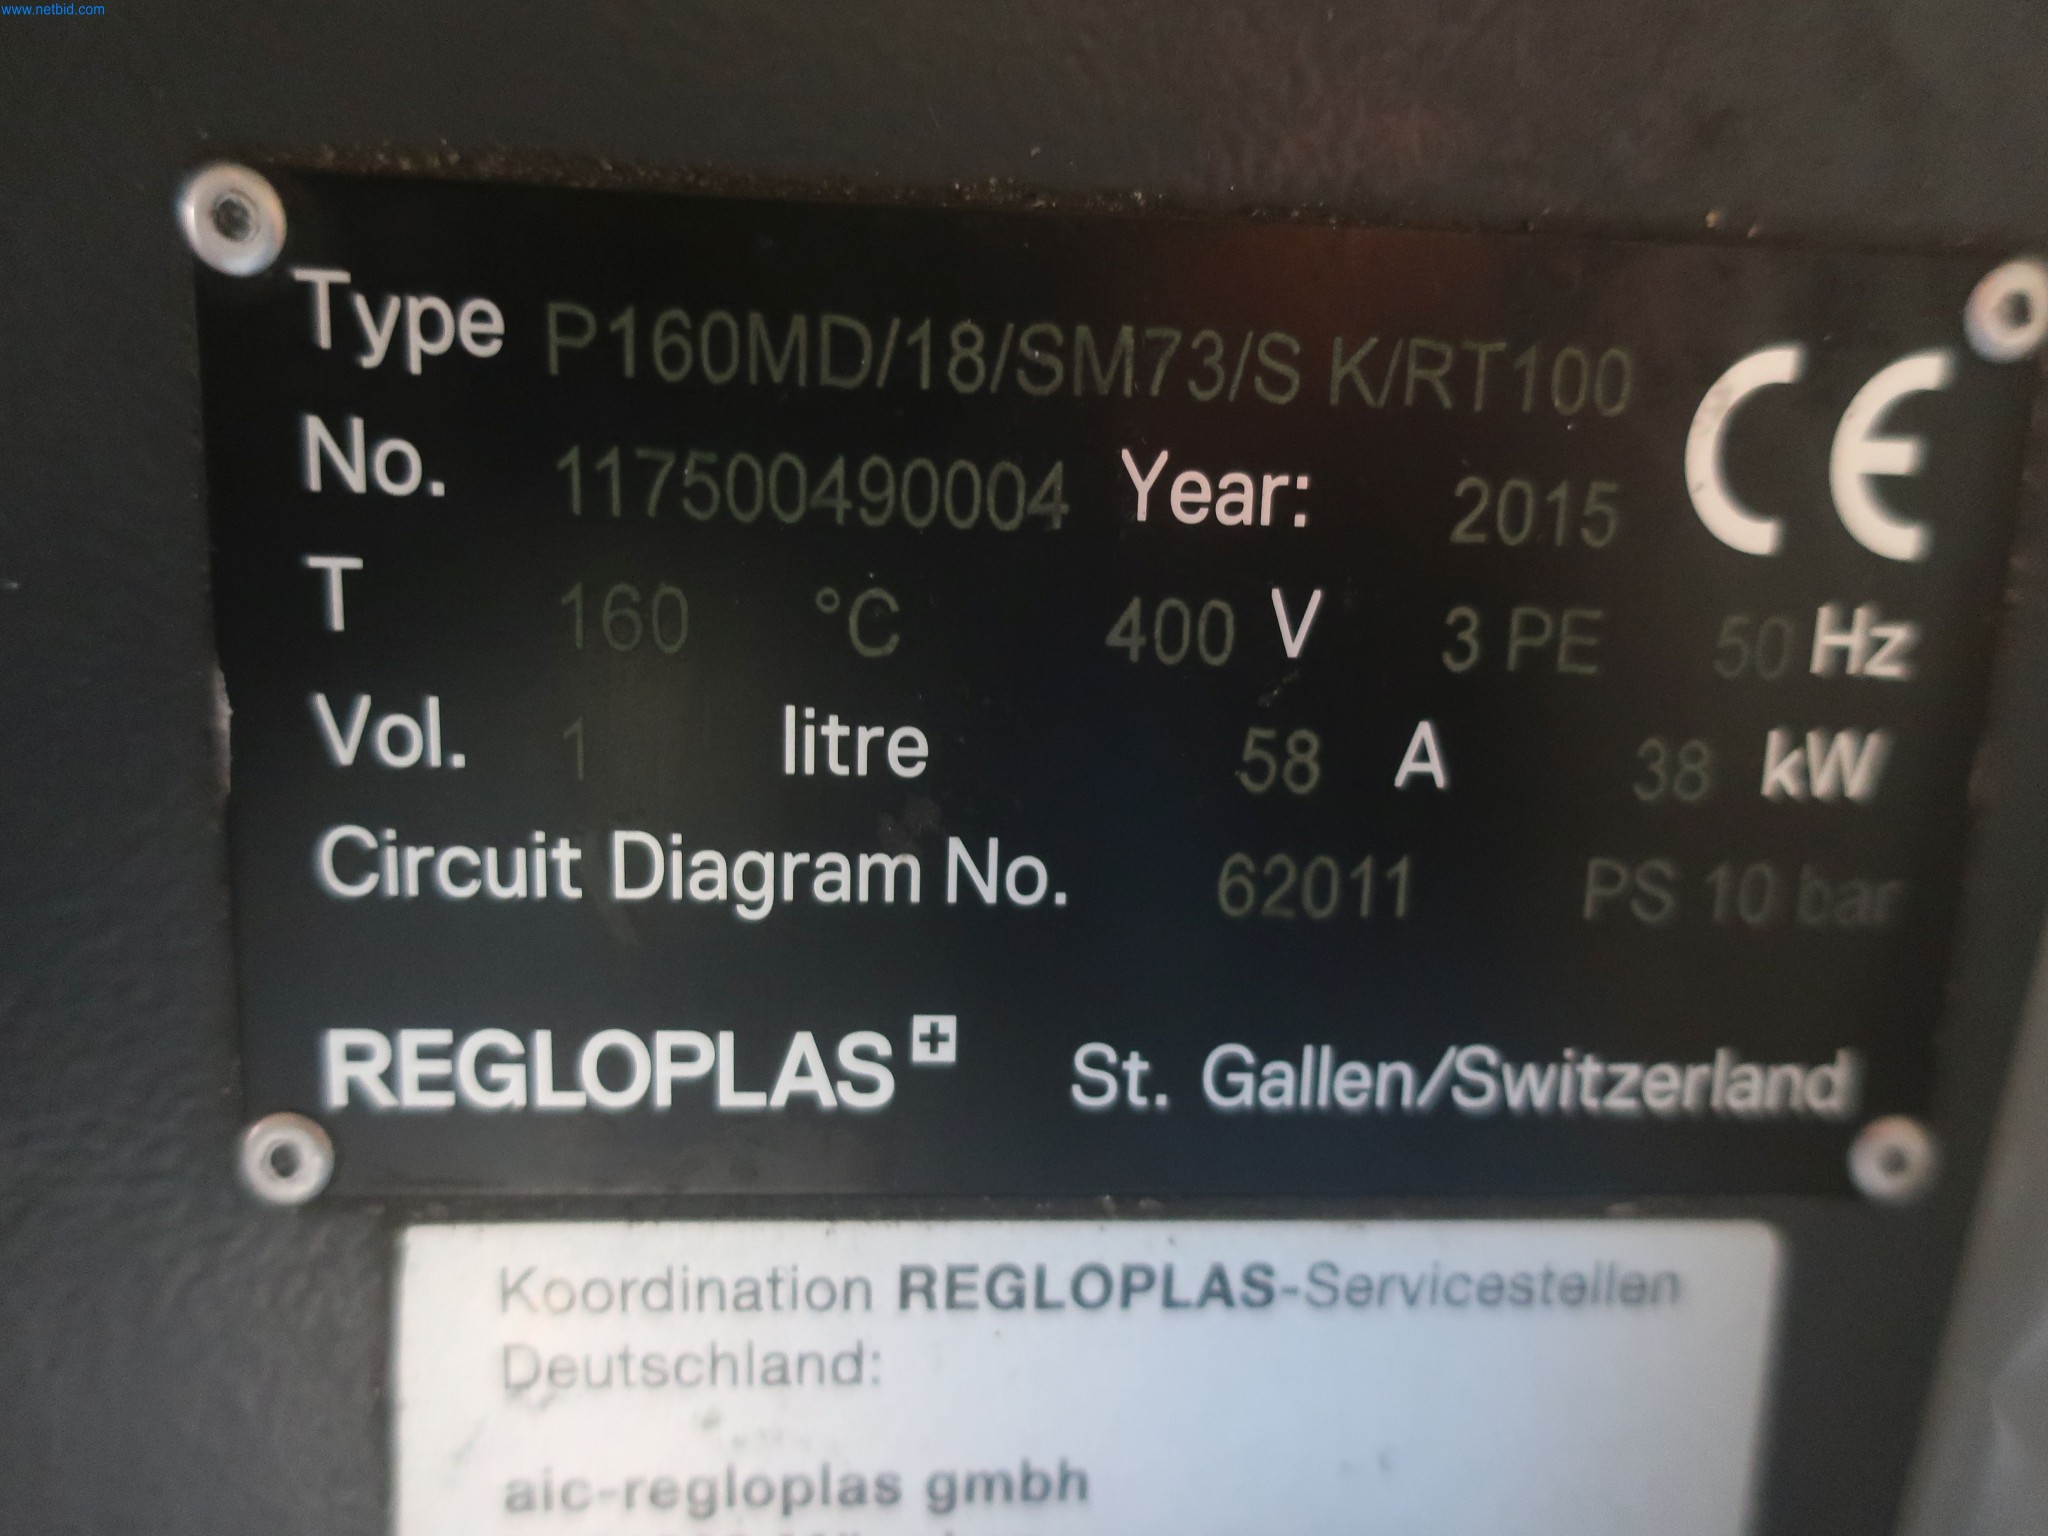 www.netbid.com
Type P160MD/18/SM73/S K/RT100
No. 117500490004 Year: 2015 CE
T 160 °C 400 V 3 PE 50 Hz
Vol. 1 litre 58 A 38 kW
Circuit Diagram No. 62011 PS 10 bar
REGLOPLAS St. Gallen/Switzerland
Koordination REGLOPLAS-Servicestellen
Deutschland:
aic-regloplas gmbh